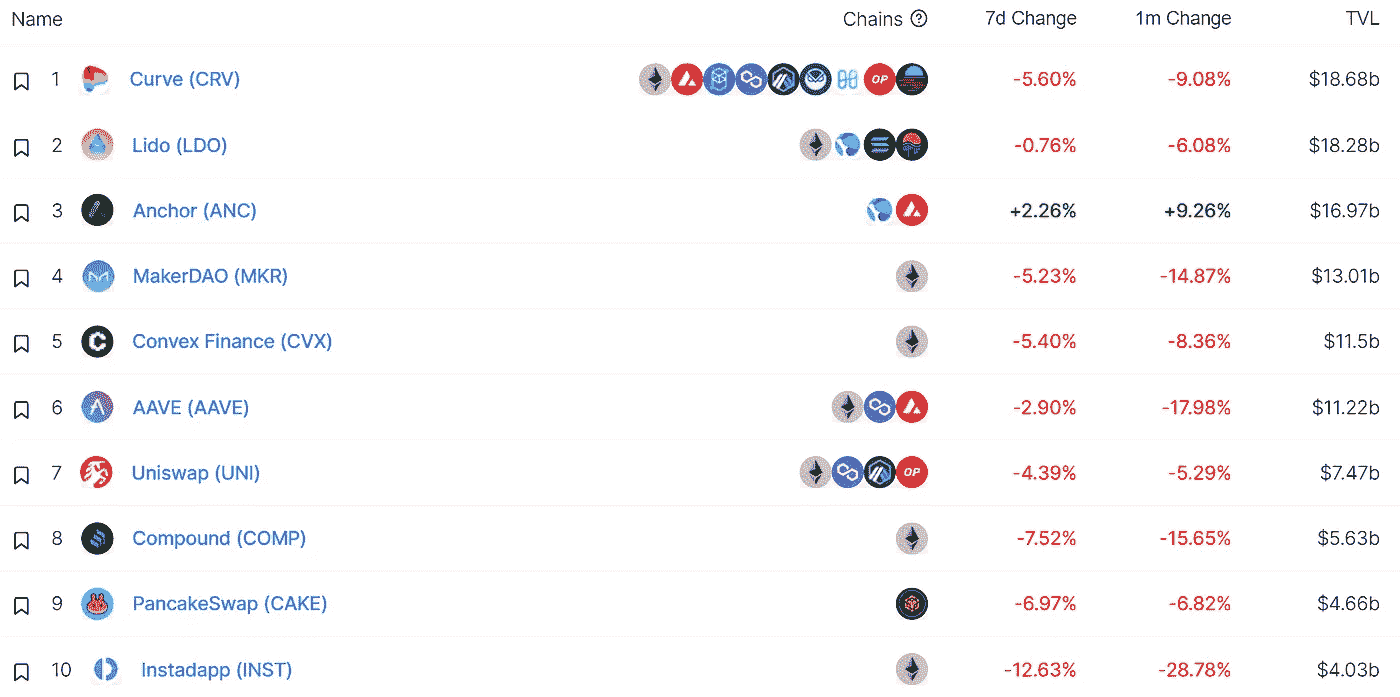 Name Chains ? 7d Change 1m Change TVL
1 Curve (CRV) OP -5.60% -9.08% $18.68b
2 Lido (LDO) -0.76% -6.08% $18.28b
3 Anchor (ANC) +2.26% +9.26% $16.97b
4 MakerDAO (MKR) -5.23% -14.87% $13.01b
5 Convex Finance (CVX) -5.40% -8.36% $11.5b
6 AAVE (AAVE) -2.90% -17.98% $11.22b
7 Uniswap (UNI) OP -4.39% -5.29% $7.47b
8 Compound (COMP) -7.52% -15.65% $5.63b
9 PancakeSwap (CAKE) -6.97% -6.82% $4.66b
10 Instadapp (INST) -12.63% -28.78% $4.03b